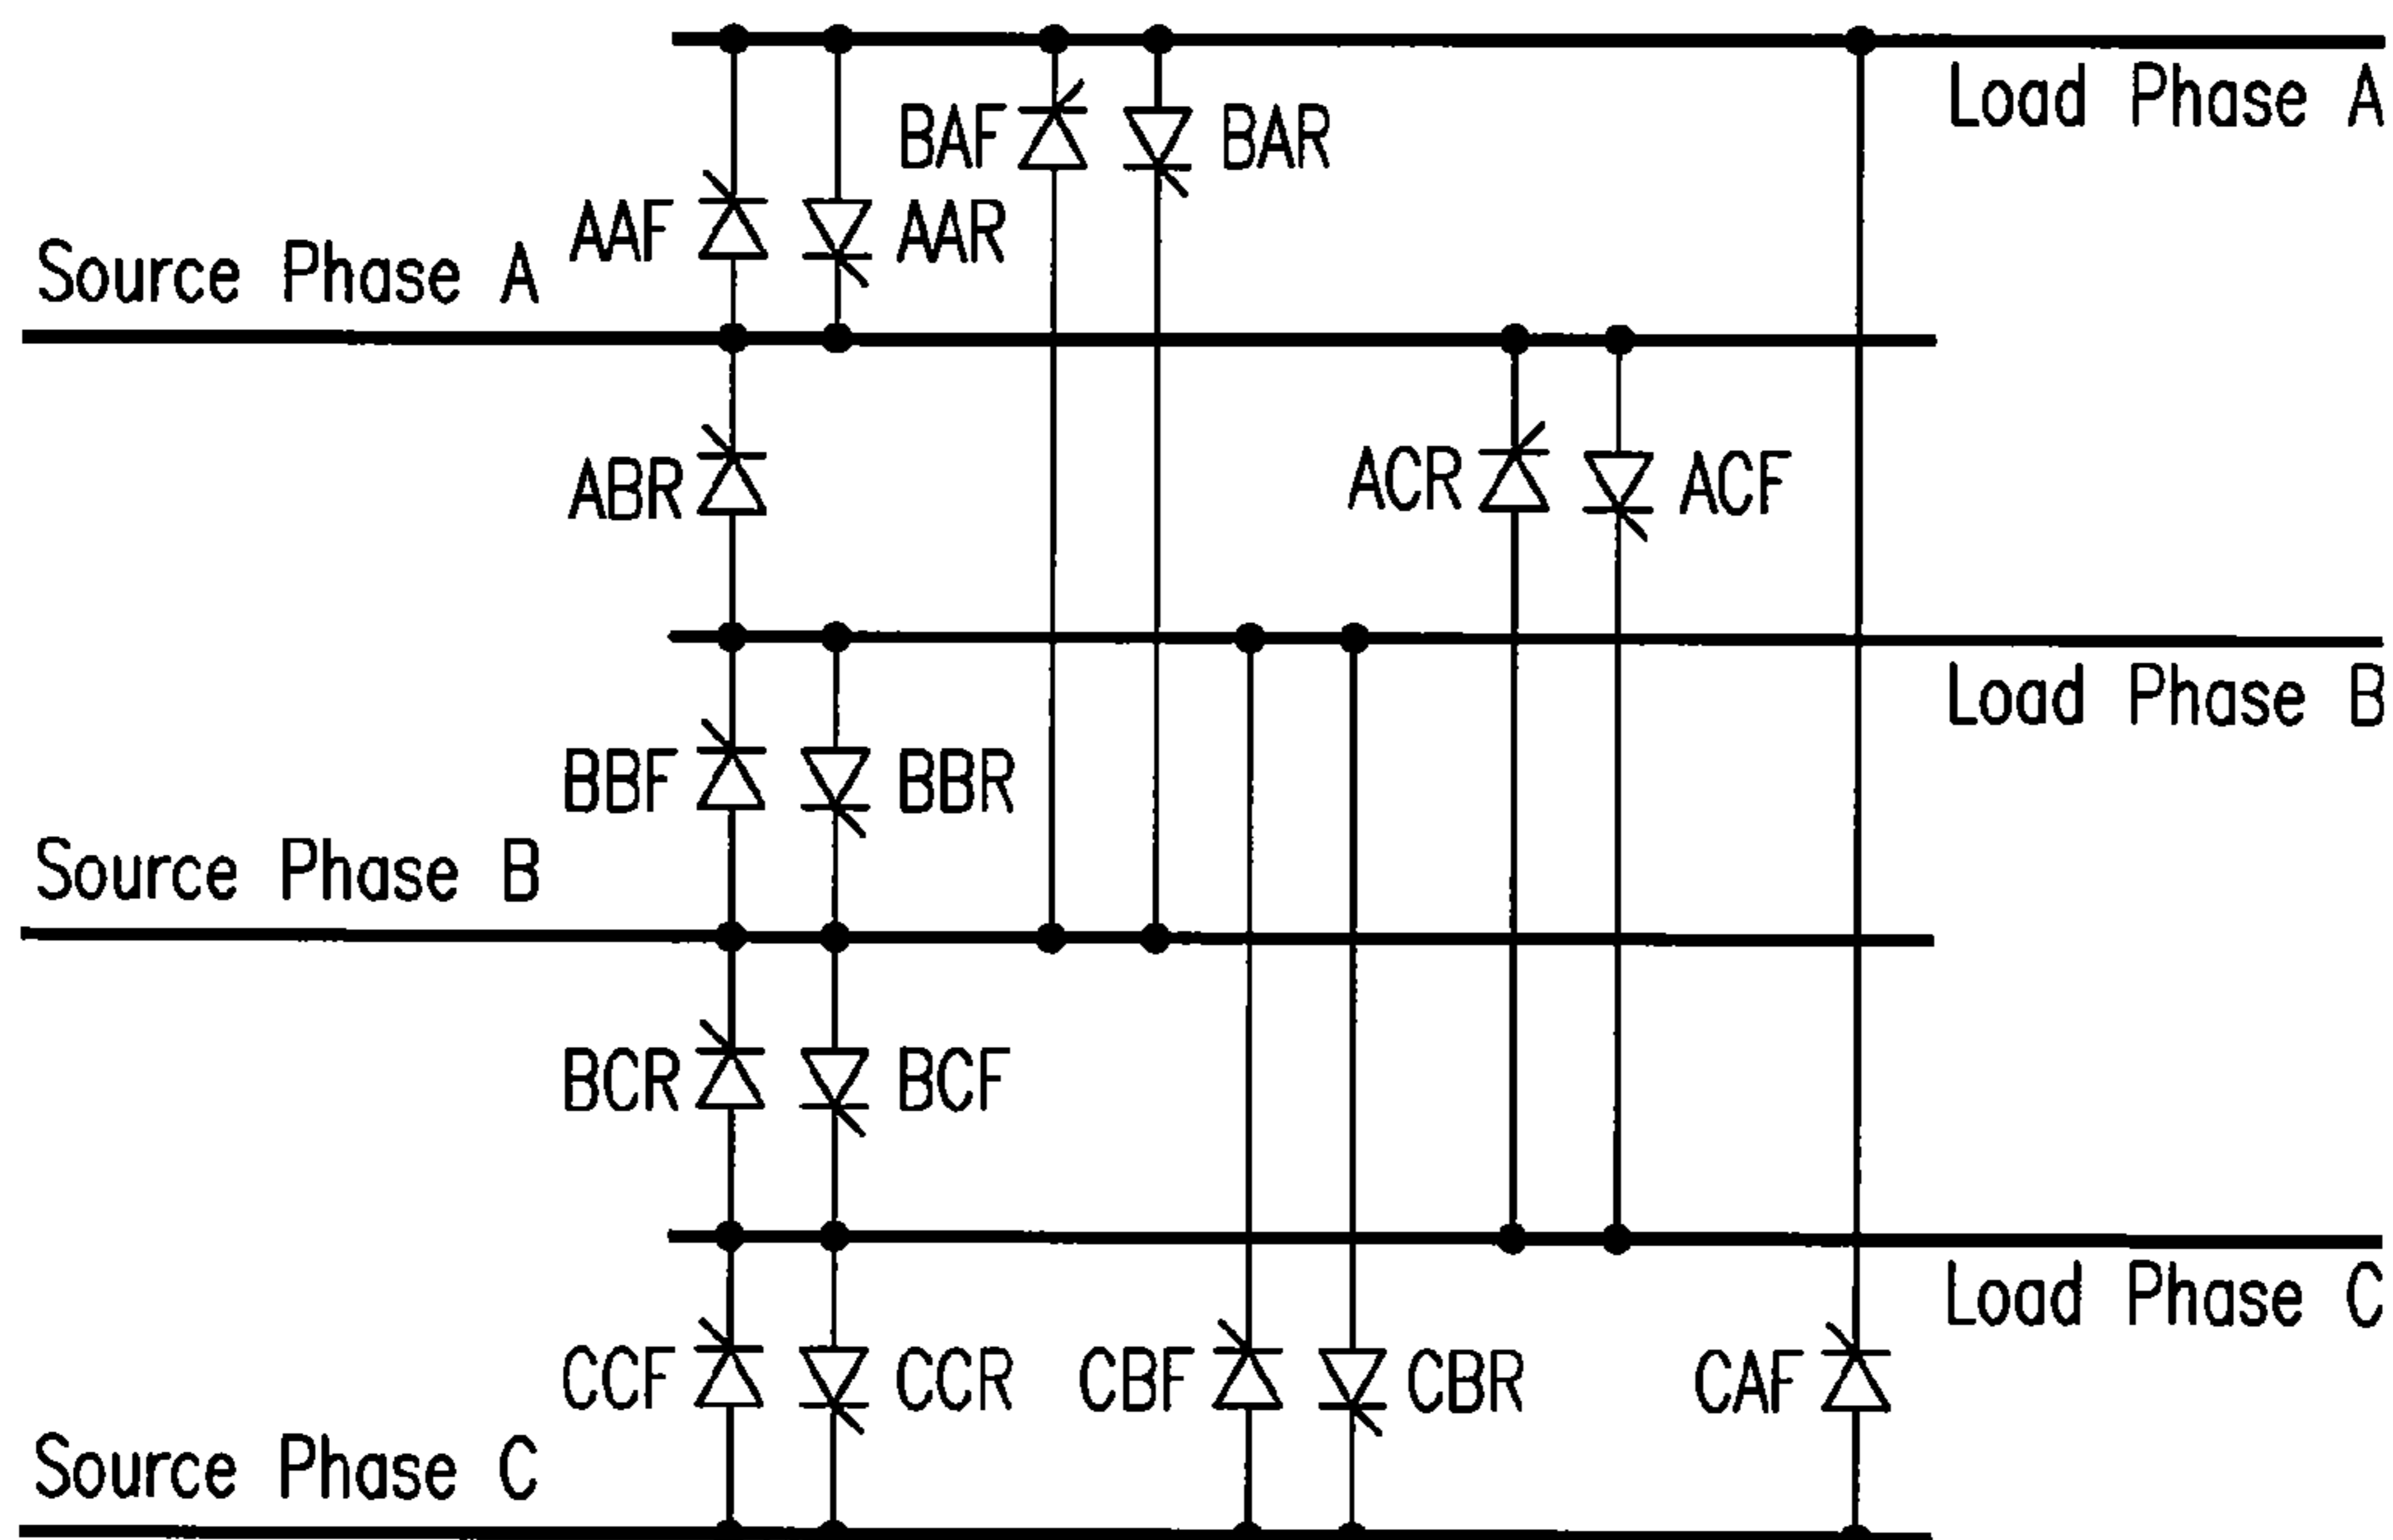 Load Phase A
BAF
BAR
AAF
AAR
Source Phase A
ABR
ACR
ACF
Load Phase B
BBF
BBR
Source Phase B
BCR
BCF
Load Phase C
CCF
CCR
CBF
CBR
CAF
Source Phase C